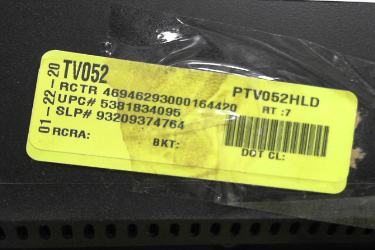 01-22-20
TV052
RCTR 46946293000164420
UPC# 5381834095
SLP# 93209374764
RCRA:
BKT:
PTV052HLD
RT :7
DOT CL: